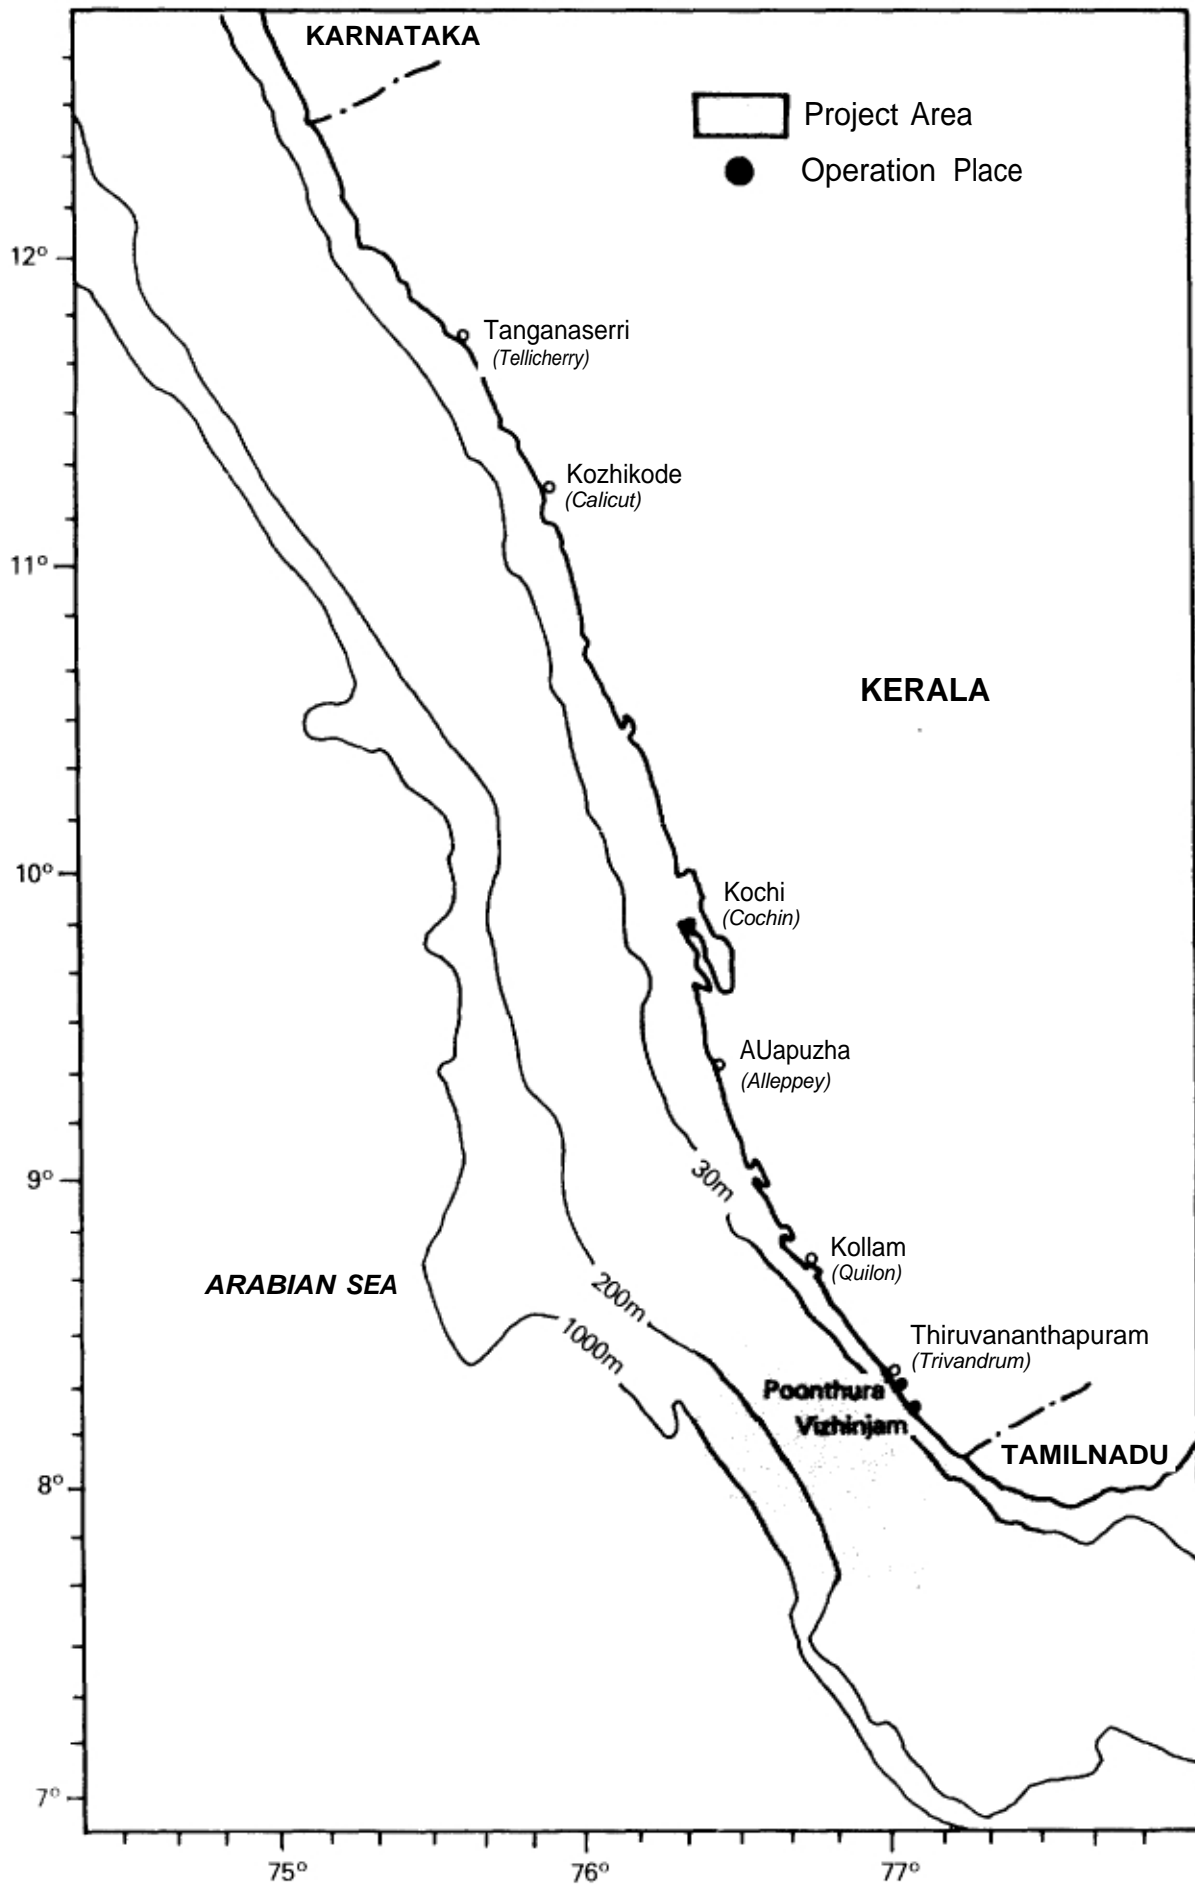 KARNATAKA
Project Area
Operation Place
12°
Tanganaserri
(Tellicherry)
Kozhikode
(Calicut)
11°
KERALA
10°
Kochi
(Cochin)
AUapuzha
(Alleppey)
9°
30m
Kollam
(Quilon)
ARABIAN SEA
200m
1000m
Thiruvananthapuram
(Trivandrum)
Poonthura
Vizhinjam
TAMILNADU
8°
7°
75°
76°
77°